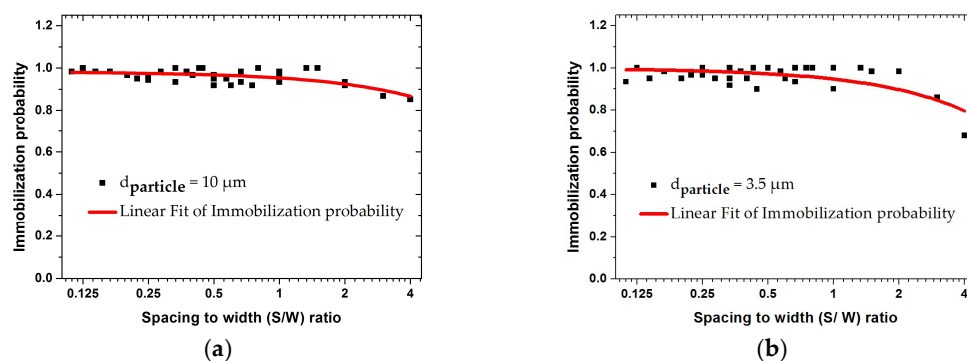 1.2
1.0
0.8
0.6
0.4
0.2
0.0
Immobilization probability
d particle = 10 µm
Linear Fit of Immobilization probability
0.125 0.25 0.5 1 2 4
Spacing to width (S/W) ratio
(a)
1.2
1.0
0.8
0.6
0.4
0.2
0.0
Immobilization probability
d particle = 3.5 µm
Linear Fit of Immobilization probability
0.125 0.25 0.5 1 2 4
Spacing to width (S/ W) ratio
(b)